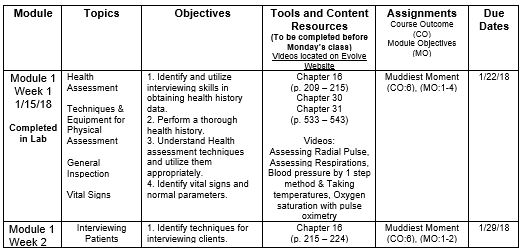 Module
Topics
Objectives
Tools and Content
Resources
(To be completed before
Monday's class)
Videos located on Evolve
Website
Assignments
Course Outcome
(CO)
Module Objectives
(MO)
Due
Dates
Module 1
Week 1
1/15/18
Completed
in Lab
Health
Assessment
Techniques &
Equipment for
Physical
Assessment
General
Inspection
Vital Signs
1. Identify and utilize
interviewing skills in
obtaining health history
data.
2. Perform a thorough
health history.
3. Understand Health
assessment techniques
and utilize them
appropriately.
4. Identify vital signs and
normal parameters.
Chapter 16
(p. 209 – 215)
Chapter 30
Chapter 31
(p. 533 – 543)
Videos:
Assessing Radial Pulse,
Assessing Respirations,
Blood pressure by 1 step
method & Taking
temperatures, Oxygen
saturation with pulse
oximetry
Muddiest Moment
(CO:6), (MO:1-4)
1/22/18
Module 1
Week 2
Interviewing
Patients
1. Identify techniques for
interviewing clients.
Chapter 16
(p. 215 – 224)
Muddiest Moment
(CO:6), (MO:1-2)
1/29/18